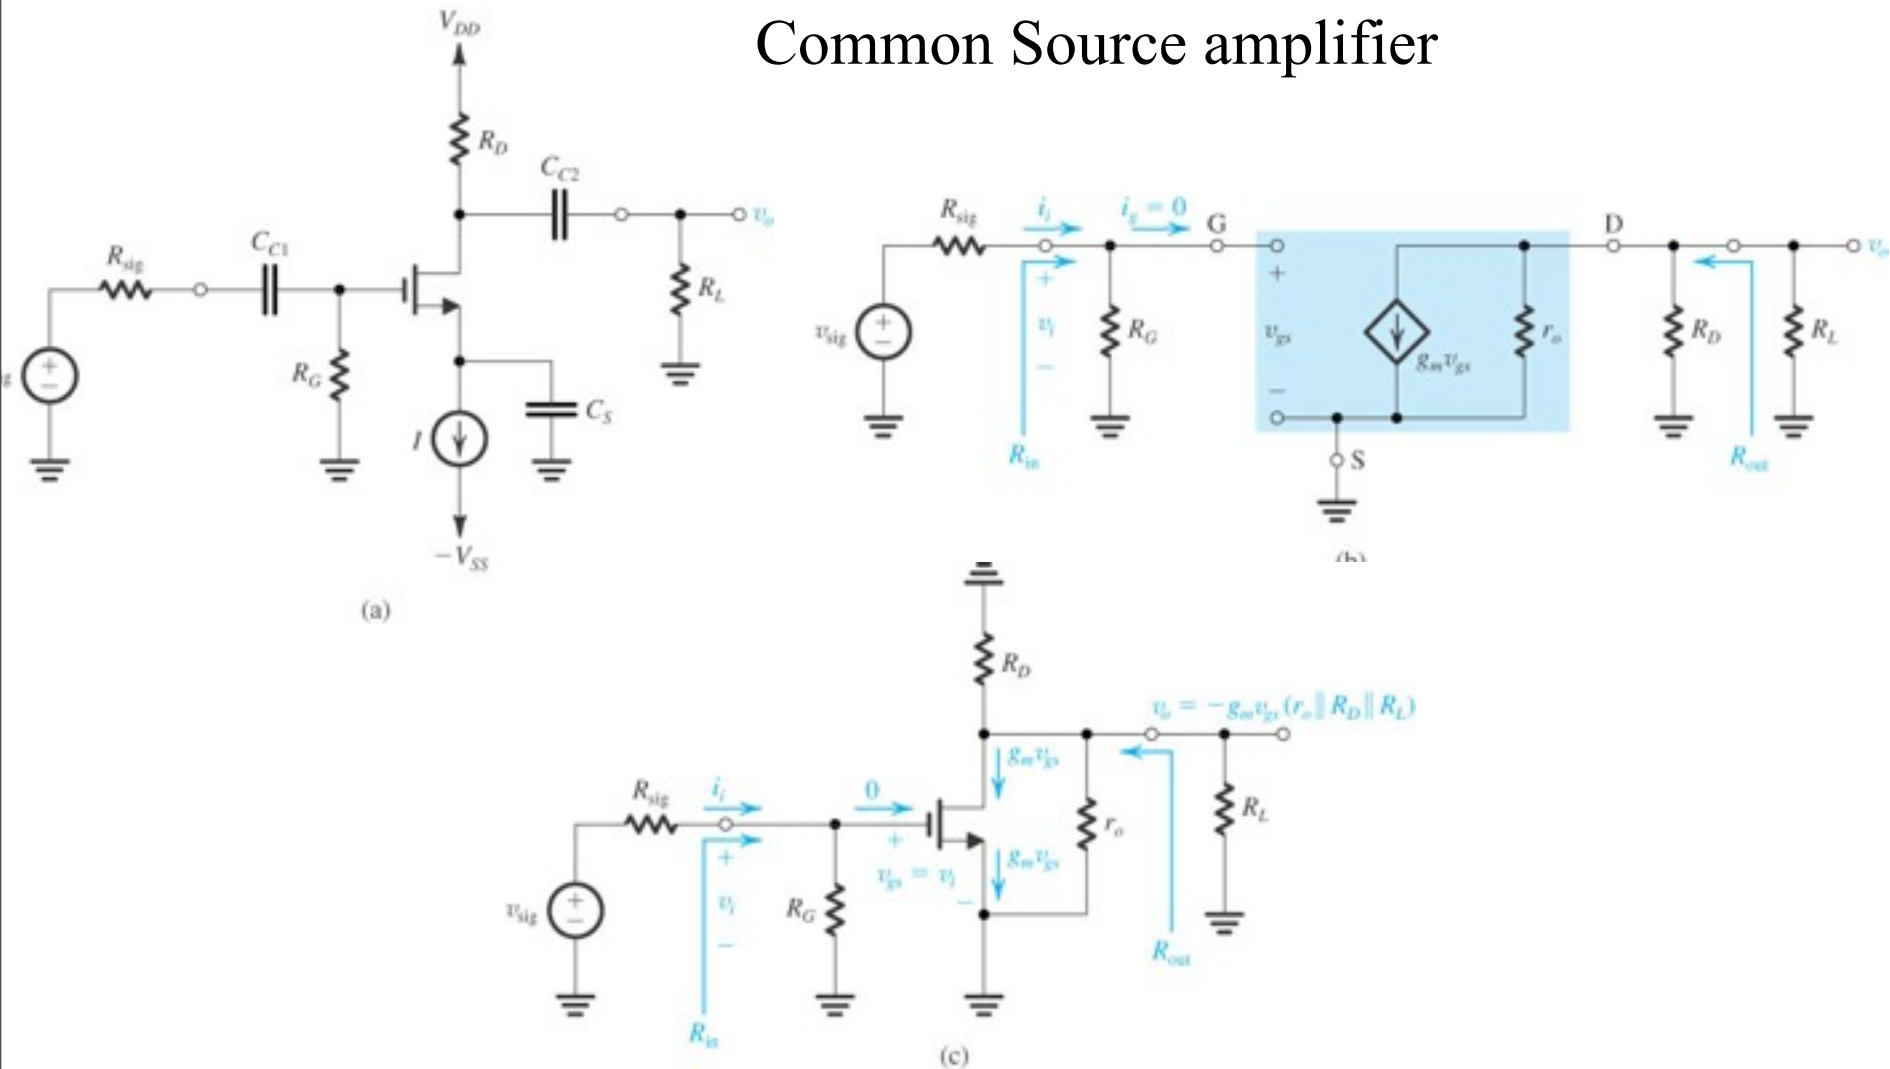 Common Source amplifier
V_DD
R_D
C_C2
v_o
C_C1
R_sig
R_L
R_G
C_S
I
+
−
−V_SS
(a)
R_sig
i_i
i_g = 0
G
D
v_o
+
+
v_sig
+
−
v_i
R_G
v_gs
g_m v_gs
r_o
R_D
R_L
−
−
R_in
S
R_out
(b)
R_D
v_o = −g_m v_gs (r_o || R_D || R_L)
g_m v_gs
R_sig
i_i
0
r_o
R_L
+
+
g_m v_gs
v_gs = v_i
−
v_sig
+
−
v_i
R_G
−
R_out
R_in
(c)